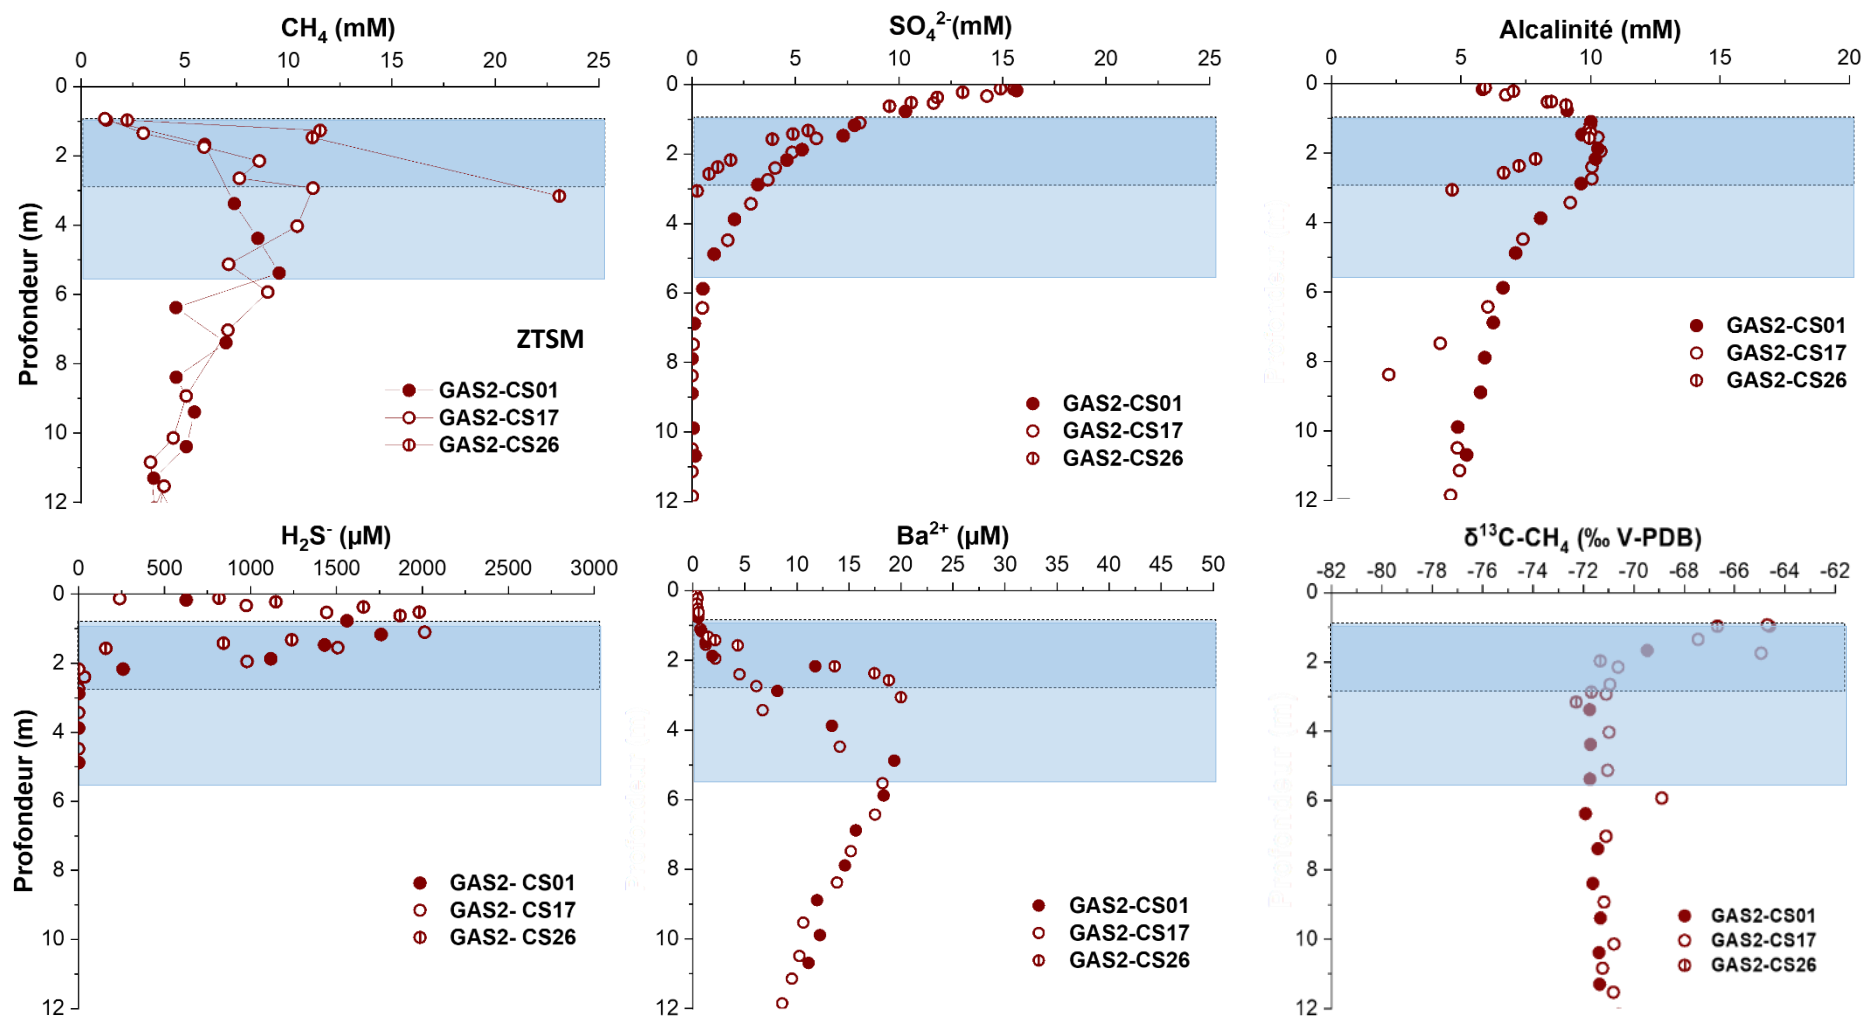 CH₄ (mM)
0 5 10 15 20 25
Profondeur (m)
0
2
4
6
8
10
12
ZTSM
GAS2-CS01
GAS2-CS17
GAS2-CS26
SO₄²⁻(mM)
0 5 10 15 20 25
0
2
4
6
8
10
12
GAS2-CS01
GAS2-CS17
GAS2-CS26
Alcalinité (mM)
0 5 10 15 20
Profondeur (m)
0
2
4
6
8
10
12
GAS2-CS01
GAS2-CS17
GAS2-CS26
H₂S⁻ (µM)
0 500 1000 1500 2000 3000
Profondeur (m)
0
2
4
6
8
10
12
GAS2- CS01
GAS2- CS17
GAS2- CS26
Ba²⁺ (µM)
0 5 10 15 20 25 30 35 40 45 50
Profondeur (m)
0
2
4
6
8
10
12
GAS2-CS01
GAS2-CS17
GAS2-CS26
δ¹³C-CH₄ (‰ V-PDB)
-82 -80 -78 -76 -74 -72 -70 -68 -66 -64 -62
Profondeur (m)
0
2
4
6
8
10
12
GAS2-CS01
GAS2-CS17
GAS2-CS26